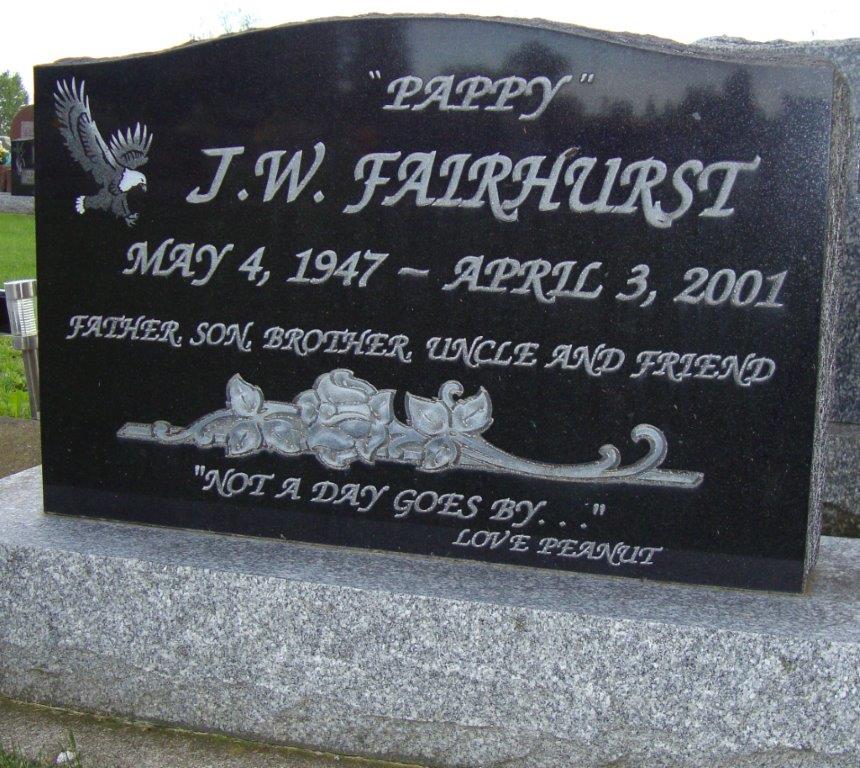 "PAPPY"
J.W. FAIRHURST
MAY 4, 1947 ~ APRIL 3, 2001
FATHER, SON, BROTHER, UNCLE AND FRIEND
"NOT A DAY GOES BY. . ."
LOVE PEANUT